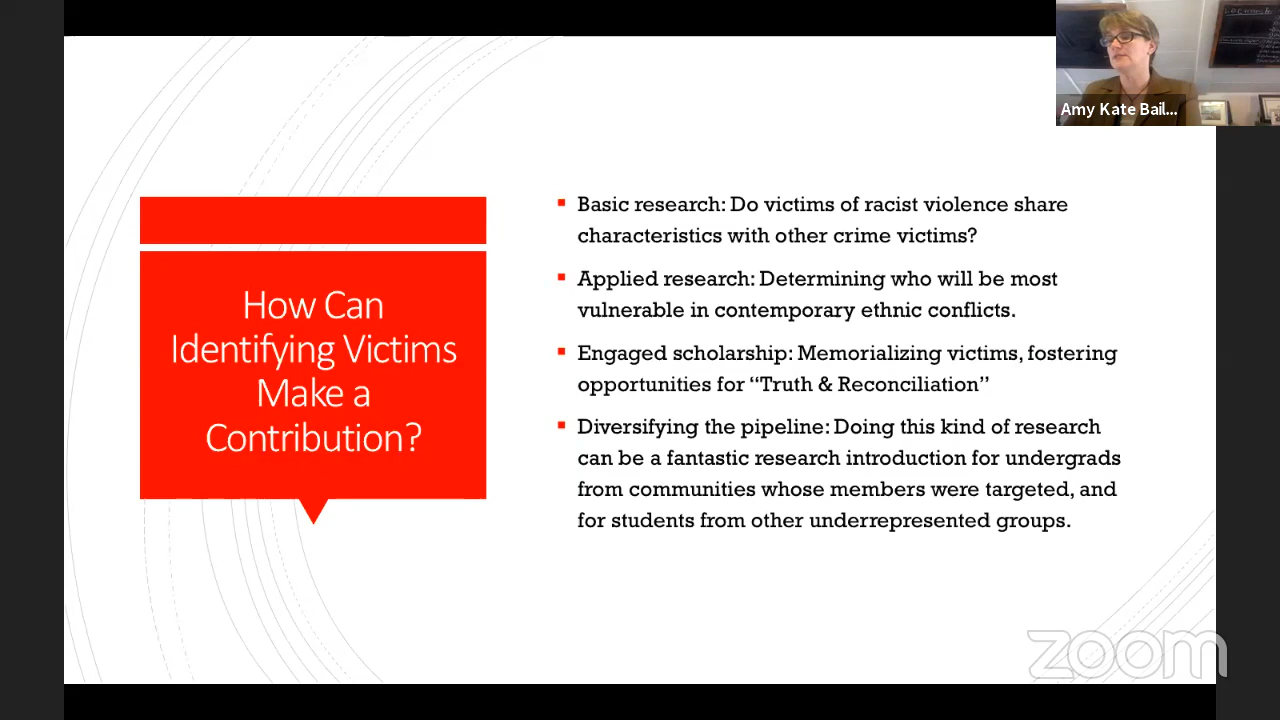 Amy Kate Bail...
How Can
Identifying Victims
Make a
Contribution?
Basic research: Do victims of racist violence share
characteristics with other crime victims?
Applied research: Determining who will be most
vulnerable in contemporary ethnic conflicts.
Engaged scholarship: Memorializing victims, fostering
opportunities for “Truth & Reconciliation”
Diversifying the pipeline: Doing this kind of research
can be a fantastic research introduction for undergrads
from communities whose members were targeted, and
for students from other underrepresented groups.
zoom